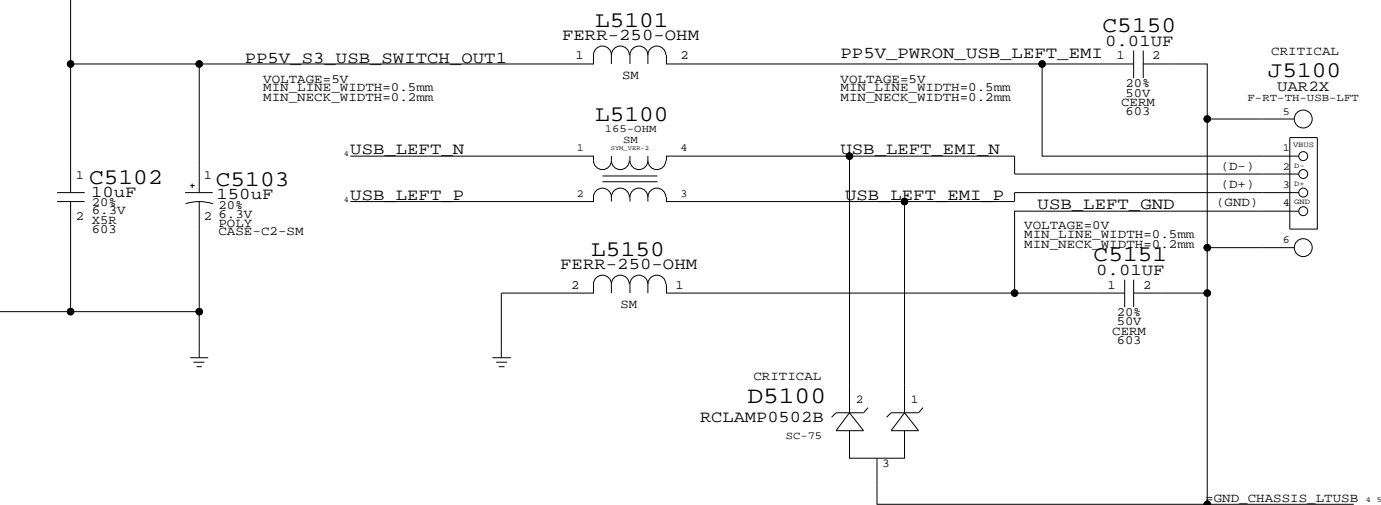 L5101
FERR-250-OHM
PP5V_S3_USB_SWITCH_OUT1
1
2
SM
VOLTAGE=5V
MIN_LINE_WIDTH=0.5mm
MIN_NECK_WIDTH=0.2mm
PP5V_PWRON_USB_LEFT_EMI
VOLTAGE=5V
MIN_LINE_WIDTH=0.5mm
MIN_NECK_WIDTH=0.2mm
C5150
0.01UF
1
2
20%
50V
CERM
603
CRITICAL
J5100
UAR2X
F-RT-TH-USB-LFT
5
1
VBUS
2
D-
3
D+
4
GND
6
(D-)
(D+)
(GND)
L5100
165-OHM
SM
SYM_VER-2
4 USB_LEFT_N
1
4
USB_LEFT_EMI_N
4 USB_LEFT_P
2
3
USB_LEFT_EMI_P
USB_LEFT_GND
VOLTAGE=0V
MIN_LINE_WIDTH=0.5mm
MIN_NECK_WIDTH=0.2mm
1
C5102
10uF
20%
6.3V
X5R
603
2
+
1
C5103
150uF
20%
6.3V
POLY
CASE-C2-SM
2
L5150
FERR-250-OHM
2
1
SM
C5151
0.01UF
1
2
20%
50V
CERM
603
CRITICAL
D5100
RCLAMP0502B
SC-75
2
1
3
=GND_CHASSIS_LTUSB 4 5